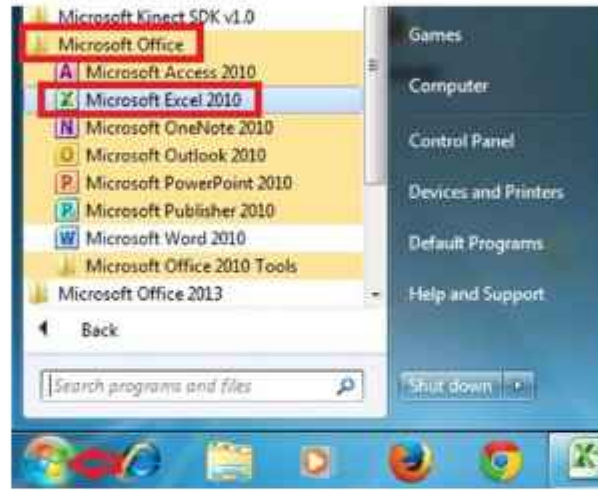 Microsoft Kinect SDK v1.0
Microsoft Office
Microsoft Access 2010
Microsoft Excel 2010
Microsoft OneNote 2010
Microsoft Outlook 2010
Microsoft PowerPoint 2010
Microsoft Publisher 2010
Microsoft Word 2010
Microsoft Office 2010 Tools
Microsoft Office 2013
Back
Search programs and files
Games
Computer
Control Panel
Devices and Printers
Default Programs
Help and Support
Shut down